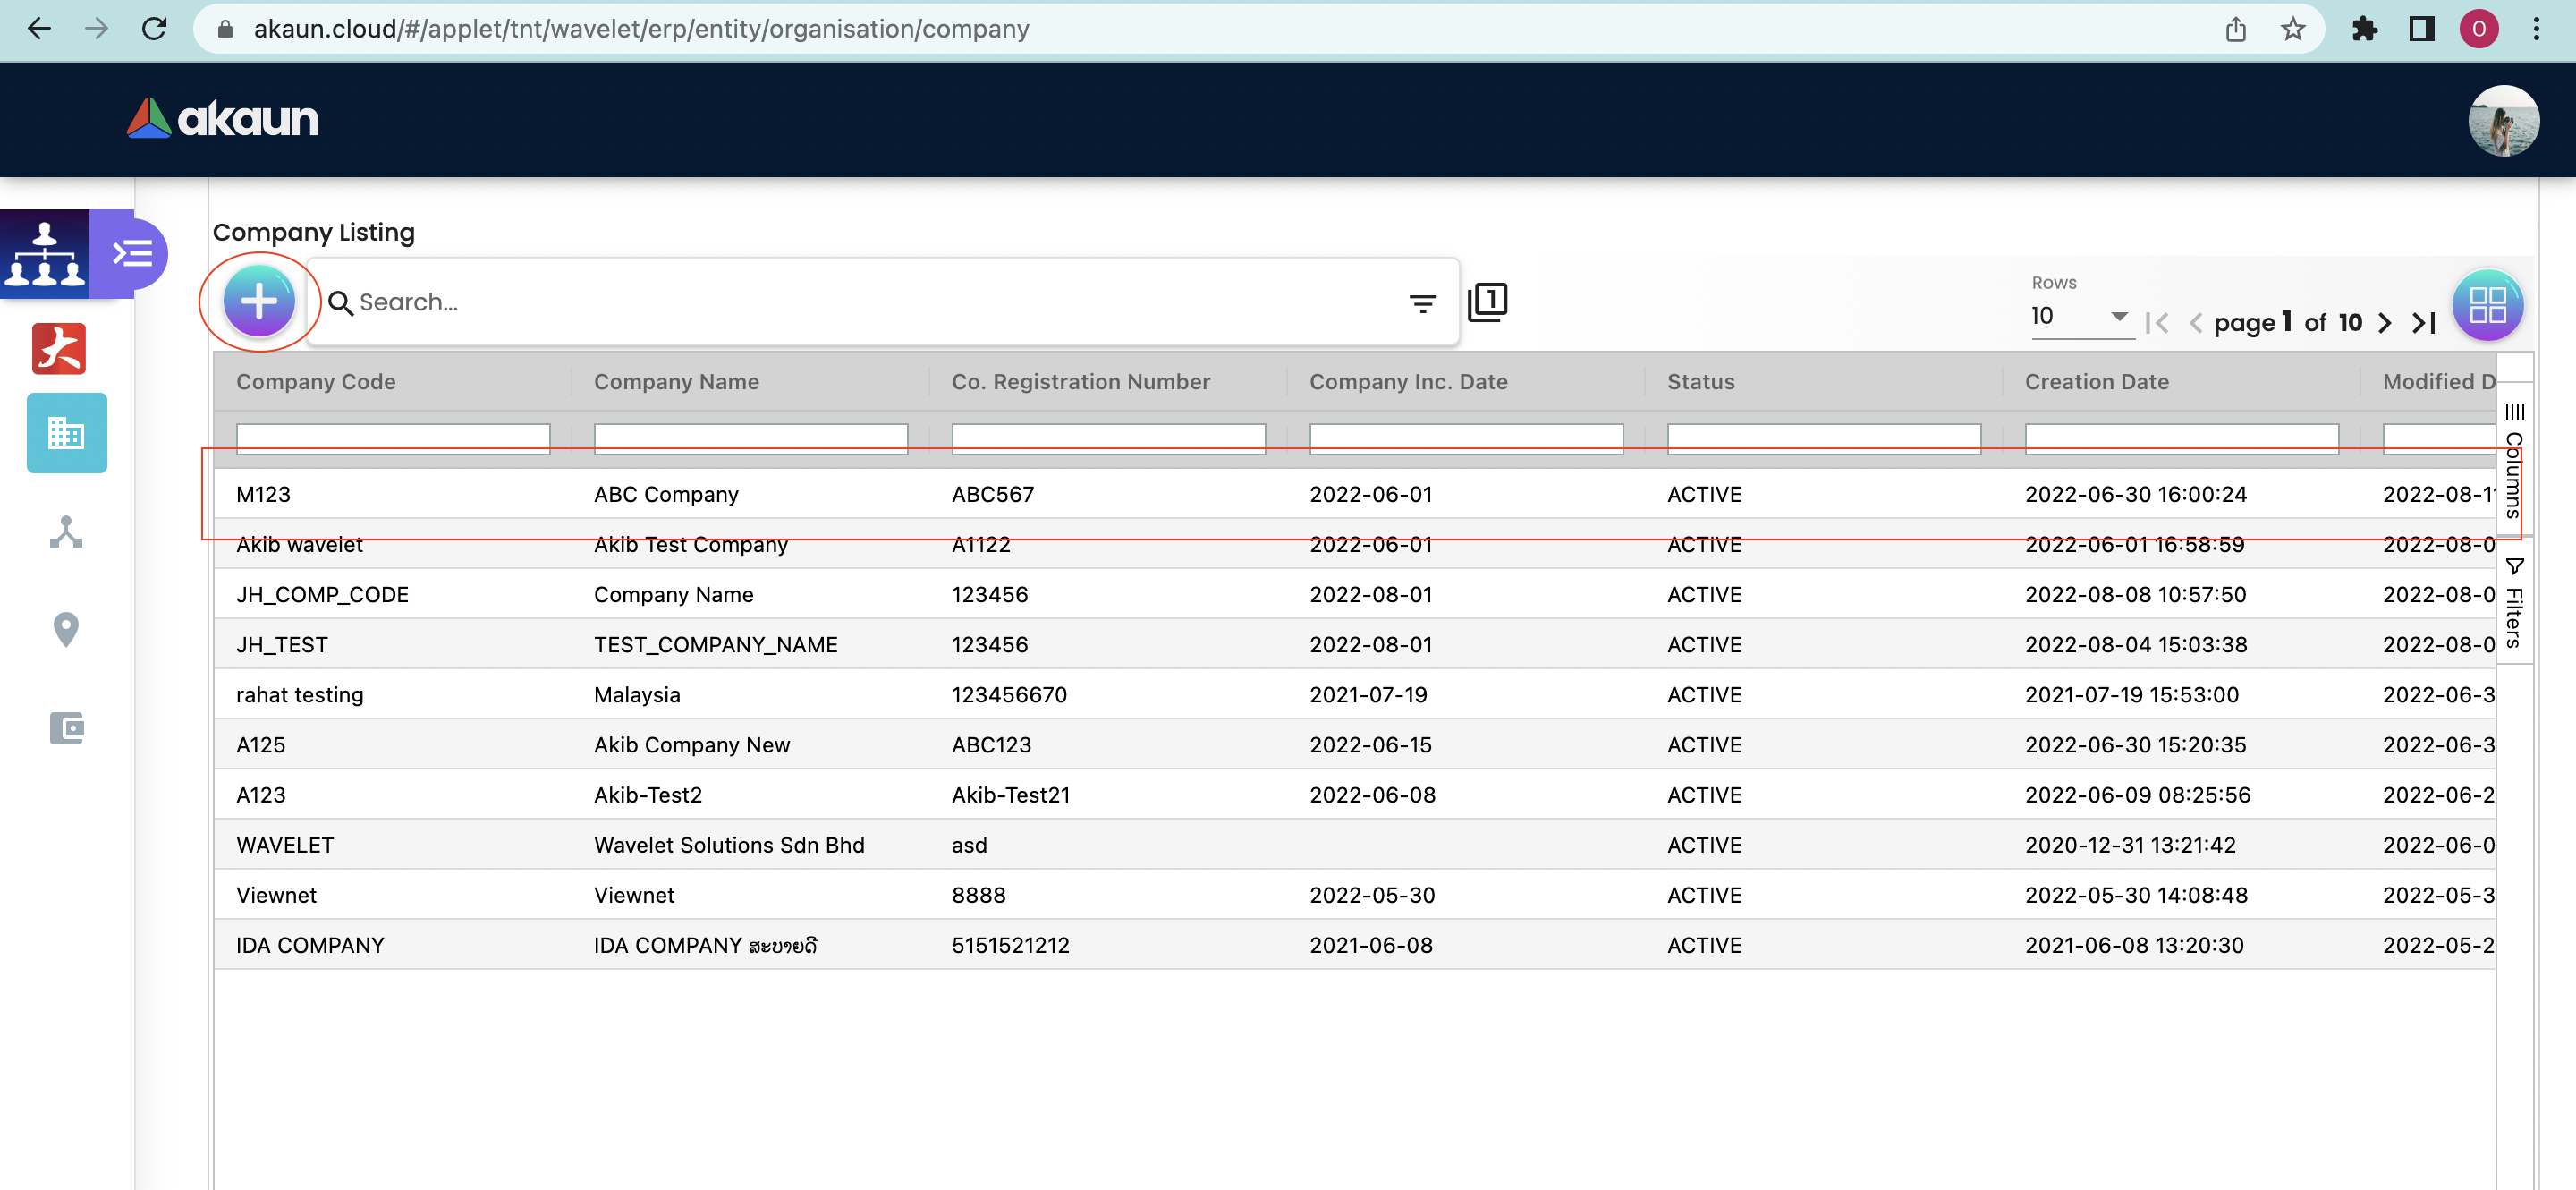 akaun.cloud/#/applet/tnt/wavelet/erp/entity/organisation/company
O
akaun
Company Listing
Search...
1
Rows
10
page 1 of 10
Company Code Company Name Co. Registration Number Company Inc. Date Status Creation Date Modified D
M123 ABC Company ABC567 2022-06-01 ACTIVE 2022-06-30 16:00:24 2022-08-11
Akib wavelet Akib Test Company A1122 2022-06-01 ACTIVE 2022-06-01 16:58:59 2022-08-0
JH_COMP_CODE Company Name 123456 2022-08-01 ACTIVE 2022-08-08 10:57:50 2022-08-0
JH_TEST TEST_COMPANY_NAME 123456 2022-08-01 ACTIVE 2022-08-04 15:03:38 2022-08-0
rahat testing Malaysia 123456670 2021-07-19 ACTIVE 2021-07-19 15:53:00 2022-06-3
A125 Akib Company New ABC123 2022-06-15 ACTIVE 2022-06-30 15:20:35 2022-06-3
A123 Akib-Test2 Akib-Test21 2022-06-08 ACTIVE 2022-06-09 08:25:56 2022-06-2
WAVELET Wavelet Solutions Sdn Bhd asd ACTIVE 2020-12-31 13:21:42 2022-06-0
Viewnet Viewnet 8888 2022-05-30 ACTIVE 2022-05-30 14:08:48 2022-05-3
IDA COMPANY IDA COMPANY ສະບາຍດີ 5151521212 2021-06-08 ACTIVE 2021-06-08 13:20:30 2022-05-2
Columns
Filters